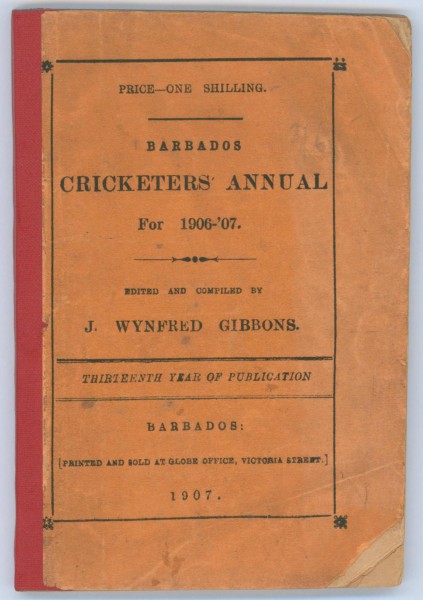 PRICE—ONE SHILLING.
BARBADOS
CRICKETERS' ANNUAL
For 1906-'07.
EDITED AND COMPILED BY
J. WYNFRED GIBBONS.
THIRTEENTH YEAR OF PUBLICATION
BARBADOS:
[PRINTED AND SOLD AT GLOBE OFFICE, VICTORIA STREET.]
1907.